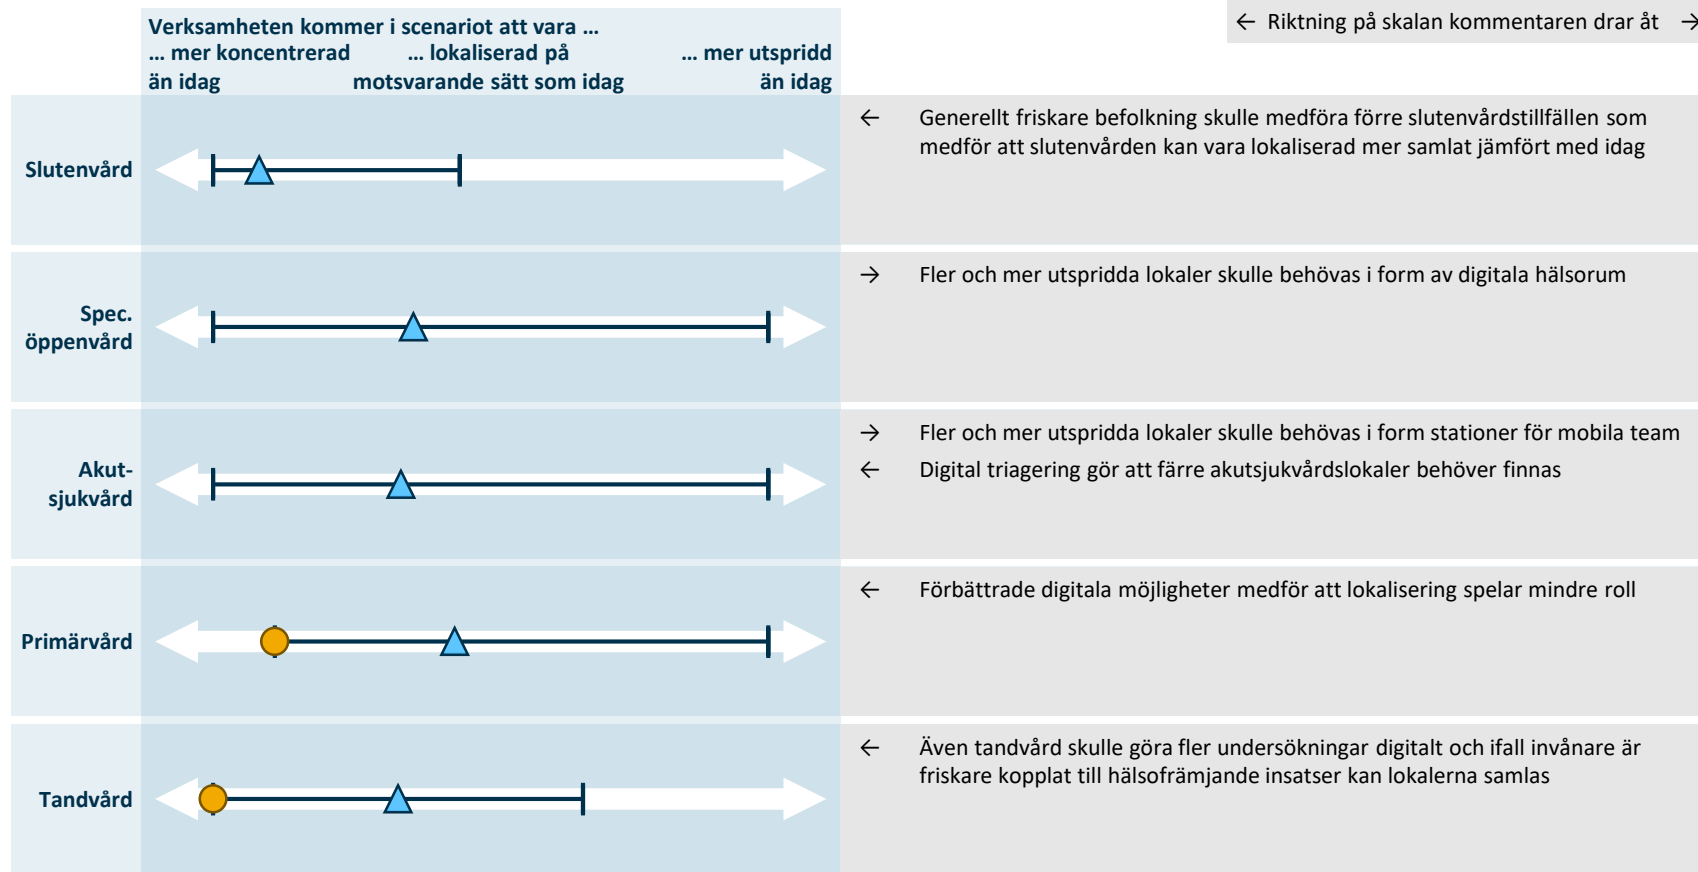 Verksamheten kommer i scenariot att vara ...
... mer koncentrerad än idag
... lokaliserad på motsvarande sätt som idag
... mer utspridd än idag
← Riktning på skalan kommentaren drar åt →
Slutenvård
← Generellt friskare befolkning skulle medföra förre slutenvårdstillfällen som
medför att slutenvården kan vara lokaliserad mer samlat jämfört med idag
Spec.
öppenvård
→ Fler och mer utspridda lokaler skulle behövas i form av digitala hälsorum
Akut-
sjukvård
→ Fler och mer utspridda lokaler skulle behövas i form stationer för mobila team
← Digital triagering gör att färre akutsjukvårdslokaler behöver finnas
Primärvård
← Förbättrade digitala möjligheter medför att lokalisering spelar mindre roll
Tandvård
← Även tandvård skulle göra fler undersökningar digitalt och ifall invånare är
friskare kopplat till hälsofrämjande insatser kan lokalerna samlas